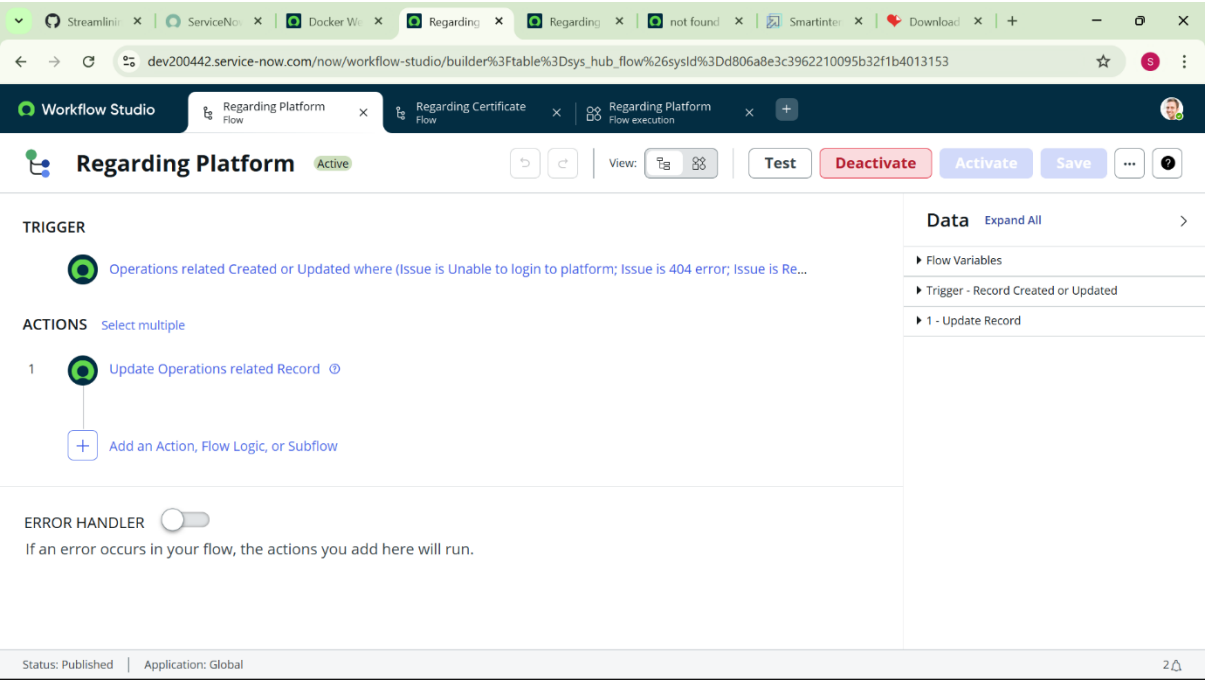 Streamlinin
ServiceNov
Docker We
Regarding
Regarding
not found
Smartinter
Download
dev200442.service-now.com/now/workflow-studio/builder%3Ftable%3Dsys_hub_flow%26sysId%3Dd806a8e3c3962210095b32f1b4013153
S
Workflow Studio
Regarding Platform
Flow
Regarding Certificate
Flow
Regarding Platform
Flow execution
Regarding Platform
Active
View:
Test
Deactivate
Activate
Save
TRIGGER
Operations related Created or Updated where (Issue is Unable to login to platform; Issue is 404 error; Issue is Re...
ACTIONS Select multiple
1 Update Operations related Record
Add an Action, Flow Logic, or Subflow
ERROR HANDLER
If an error occurs in your flow, the actions you add here will run.
Data Expand All
Flow Variables
Trigger - Record Created or Updated
1 - Update Record
Status: Published | Application: Global
2